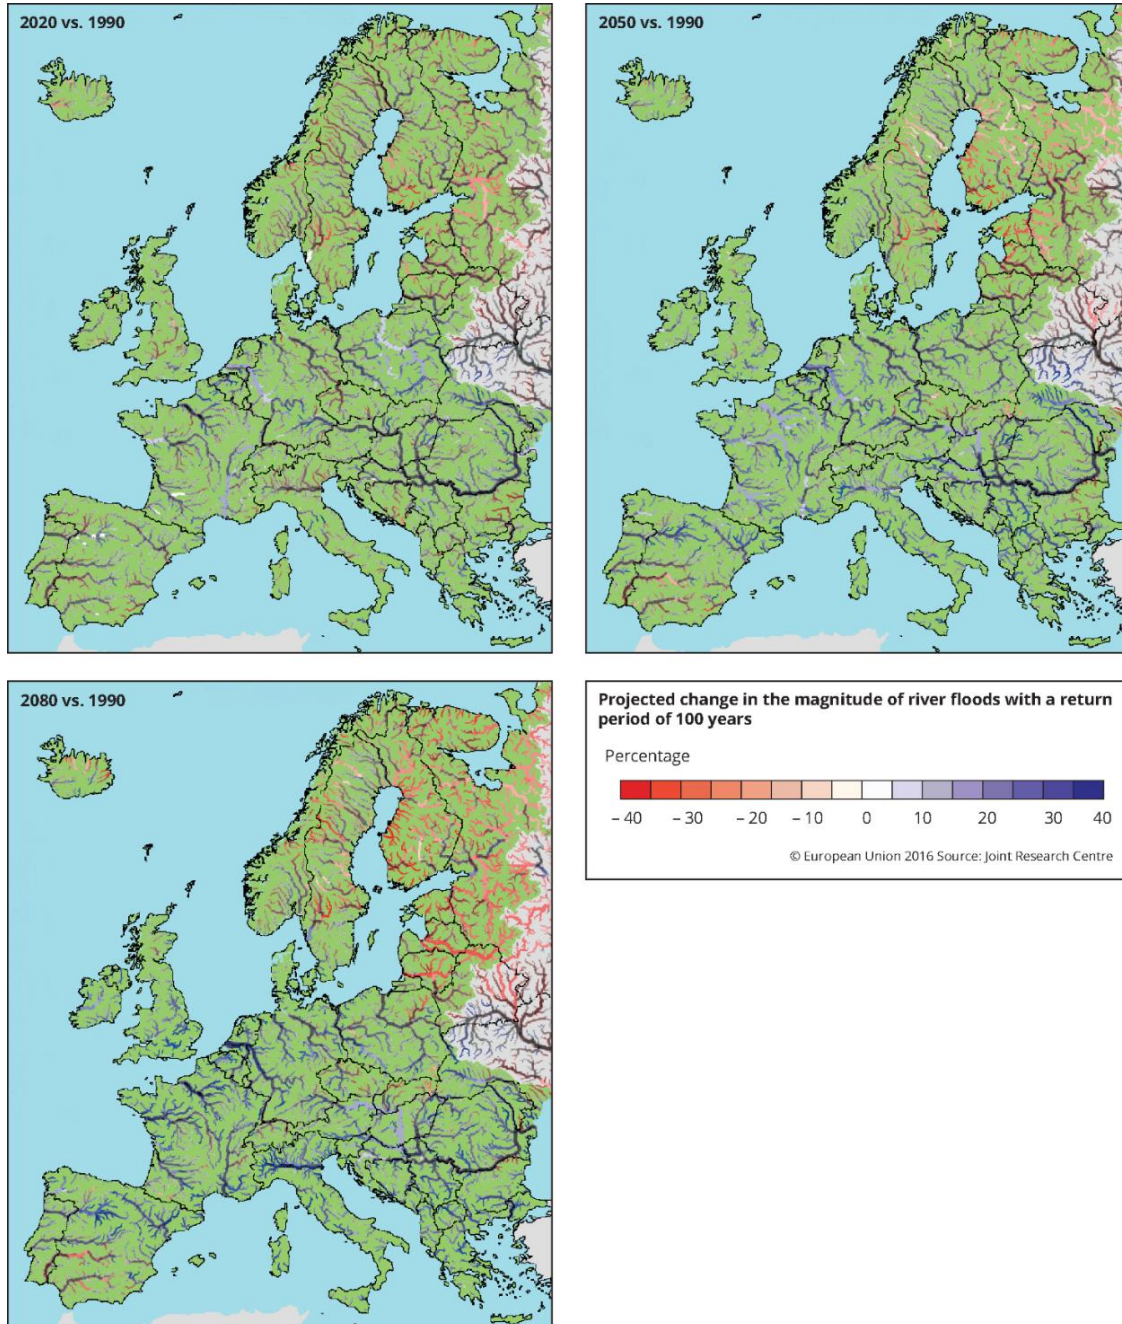 2020 vs. 1990
2050 vs. 1990
2080 vs. 1990
Projected change in the magnitude of river floods with a return
period of 100 years
Percentage
– 40 – 30 – 20 – 10 0 10 20 30 40
© European Union 2016 Source: Joint Research Centre